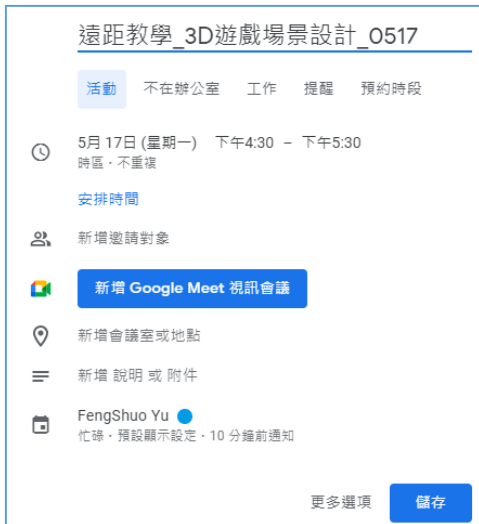 遠距教學_3D遊戲場景設計_0517
活動 不在辦公室 工作 提醒 預約時段
5月 17日 (星期一) 下午4:30 – 下午5:30
時區・不重複
安排時間
新增邀請對象
新增 Google Meet 視訊會議
新增會議室或地點
新增 說明 或 附件
FengShuo Yu
忙碌・預設顯示設定・10 分鐘前通知
更多選項 儲存